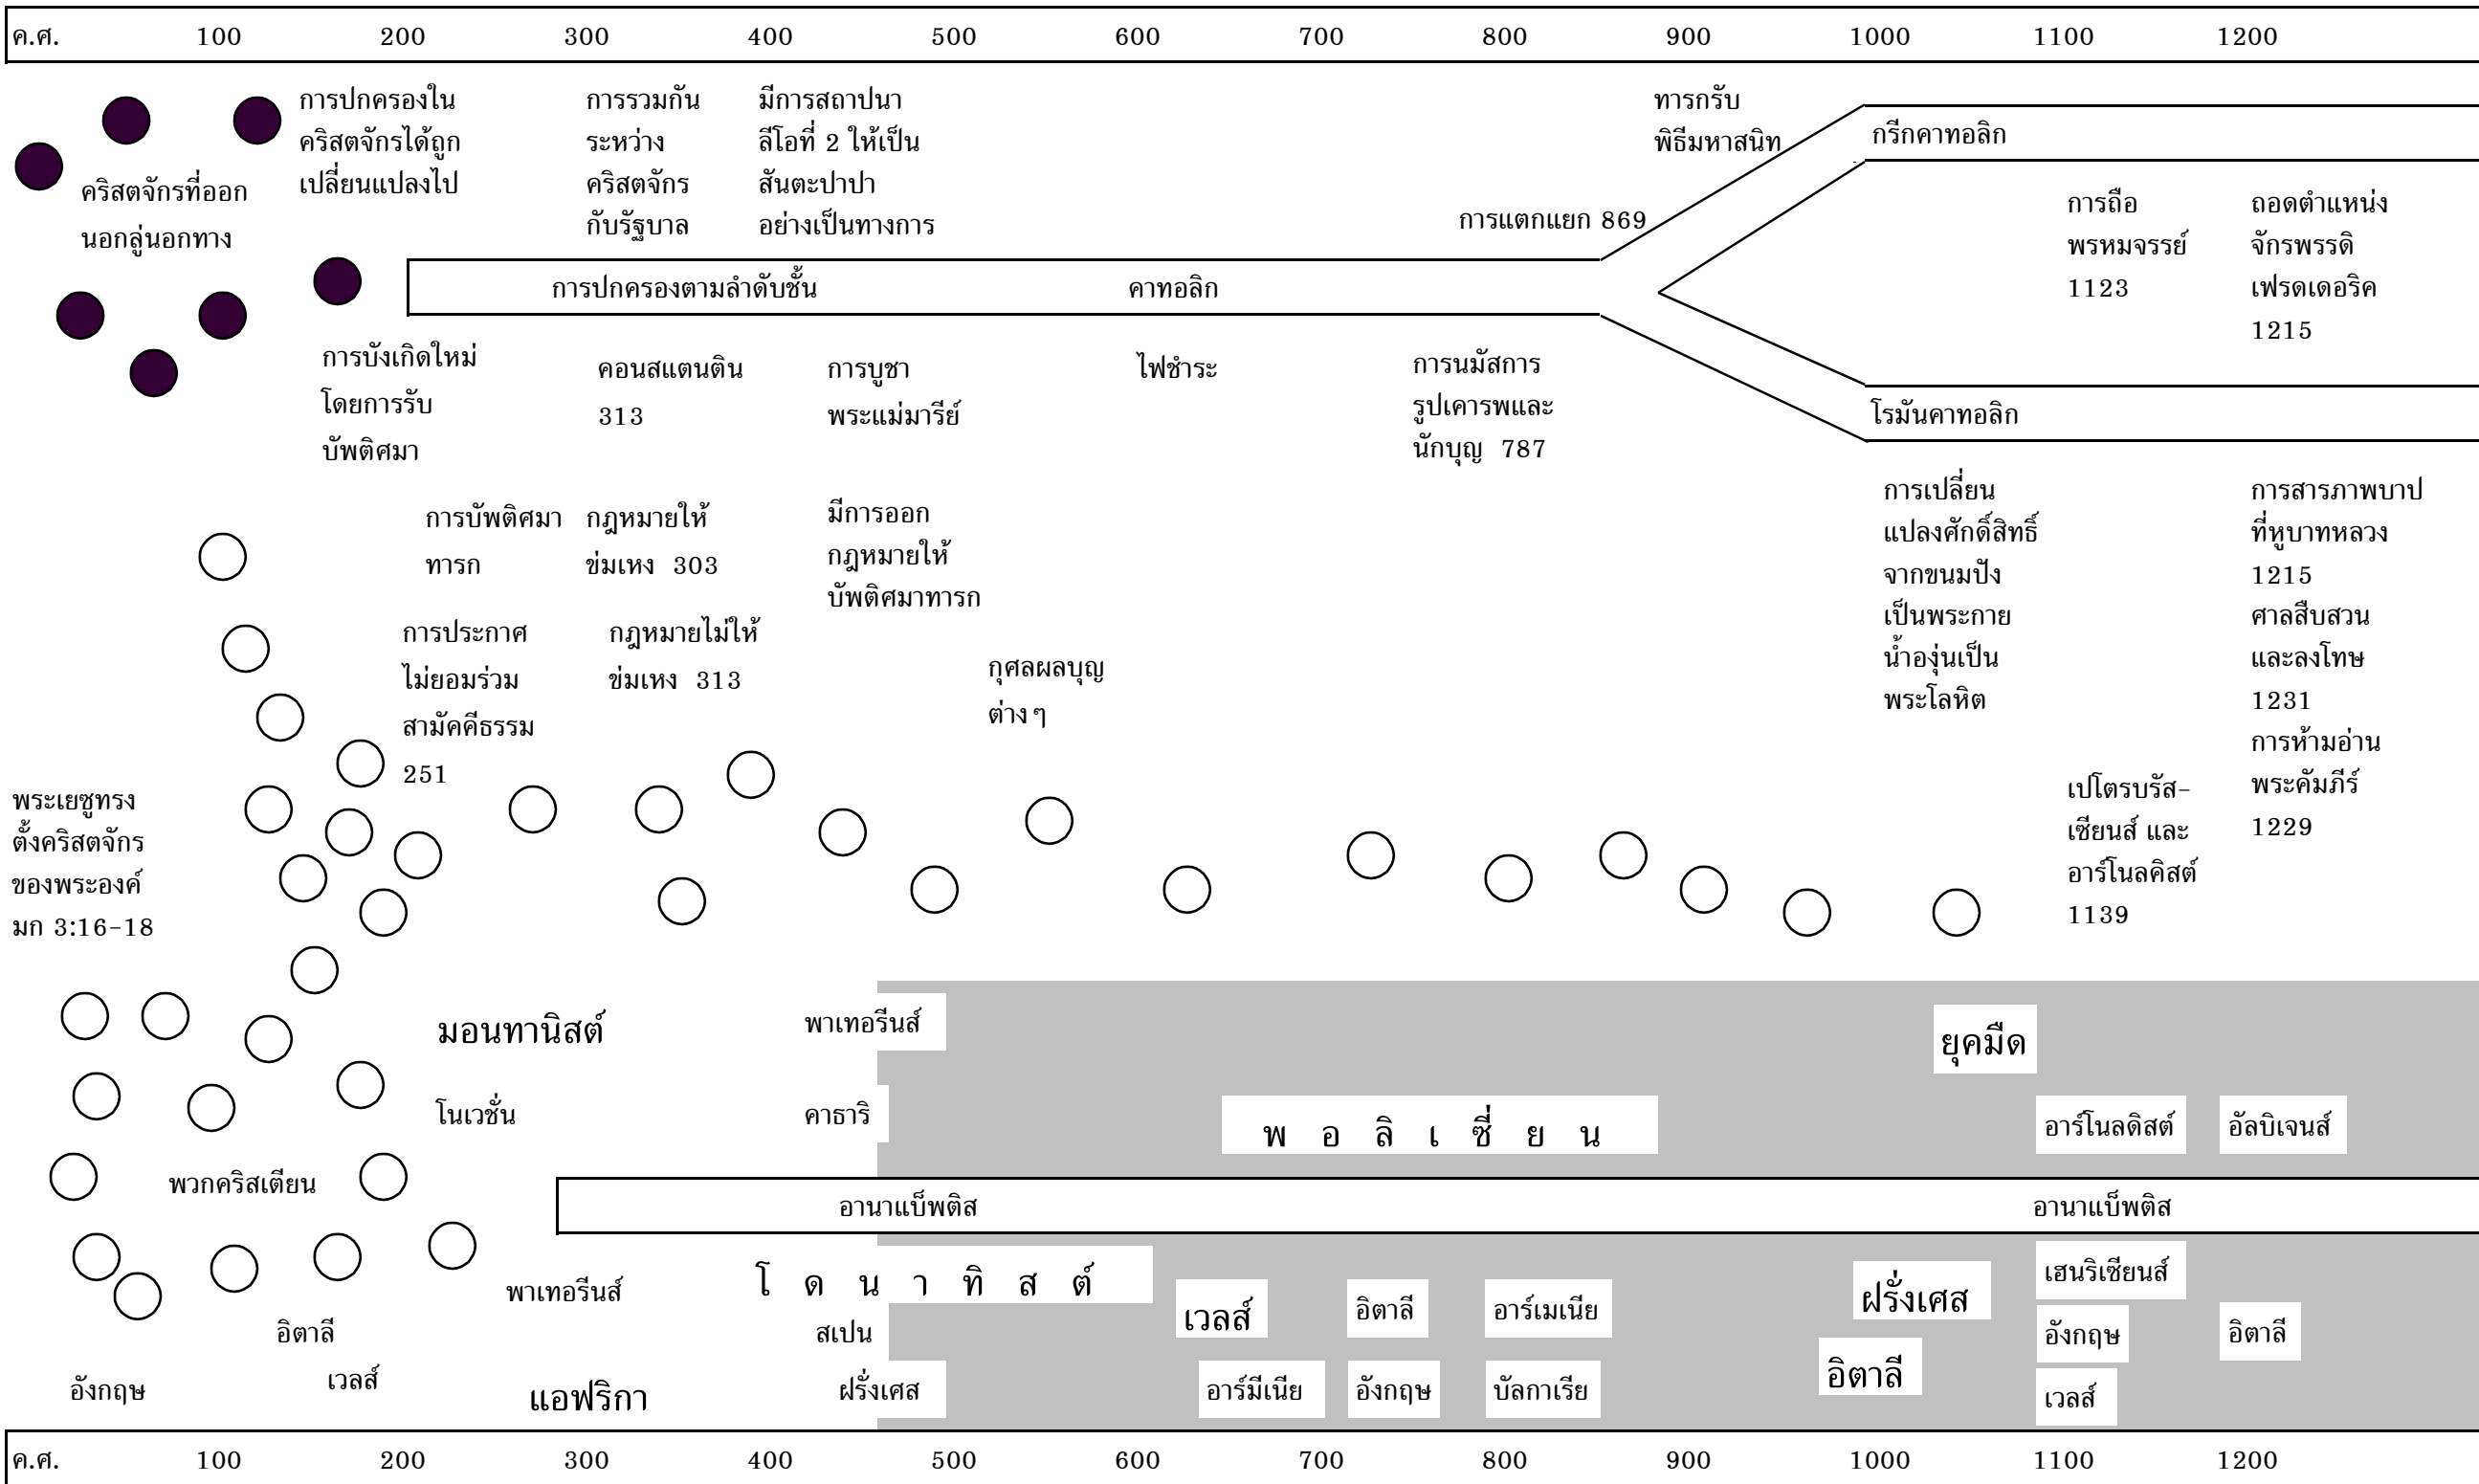 ค.ศ. 100 200 300 400 500 600 700 800 900 1000 1100 1200
การปกครองใน
คริสตจักรได้ถูก
เปลี่ยนแปลงไป
การรวมกัน
ระหว่าง
คริสตจักร
กับรัฐบาล
มีการสถาปนา
ลีโอที่ 2 ให้เป็น
สันตะปาปา
อย่างเป็นทางการ
ทารกรับ
พิธีมหาสนิท
กรีกคาทอลิก
คริสตจักรที่ออก
นอกลู่นอกทาง
การแตกแยก 869
การถือ
พรหมจรรย์
1123
ถอดตำแหน่ง
จักรพรรดิ
เฟรดเดอริค
1215
การปกครองตามลำดับชั้น
คาทอลิก
การบังเกิดใหม่
โดยการรับ
บัพติศมา
คอนสแตนติน
313
การบูชา
พระแม่มารีย์
ไฟชำระ
การนมัสการ
รูปเคารพและ
นักบุญ 787
โรมันคาทอลิก
การบัพติศมา
ทารก
กฎหมายให้
ข่มเหง 303
มีการออก
กฎหมายให้
บัพติศมาทารก
การเปลี่ยน
แปลงศักดิ์สิทธิ์
จากขนมปัง
เป็นพระกาย
น้ำองุ่นเป็น
พระโลหิต
การสารภาพบาป
ที่หูบาทหลวง
1215
ศาลสืบสวน
และลงโทษ
1231
การห้ามอ่าน
พระคัมภีร์
1229
การประกาศ
ไม่ยอมร่วม
สามัคคีธรรม
251
กฎหมายไม่ให้
ข่มเหง 313
กุศลผลบุญ
ต่างๆ
พระเยซูทรง
ตั้งคริสตจักร
ของพระองค์
มก 3:16-18
เปโตรบรัส-
เซียนส์ และ
อาร์โนลคิสต์
1139
มอนทานิสต์
พาเทอรีนส์
ยุคมืด
โนเวชั่น
คาธาริ
พอลิเซี่ยน
อาร์โนลดิสต์
อัลบิเจนส์
พวกคริสเตียน
อานาแบ็พติส
อานาแบ็พติส
พาเทอรีนส์
โดนาทิสต์
เวลส์
อิตาลี
อาร์เมเนีย
ฝรั่งเศส
เฮนริเซียนส์
อิตาลี
สเปน
อังกฤษ
อิตาลี
อังกฤษ
เวลส์
แอฟริกา
ฝรั่งเศส
อาร์มีเนีย
อังกฤษ
บัลกาเรีย
อิตาลี
เวลส์
ค.ศ. 100 200 300 400 500 600 700 800 900 1000 1100 1200